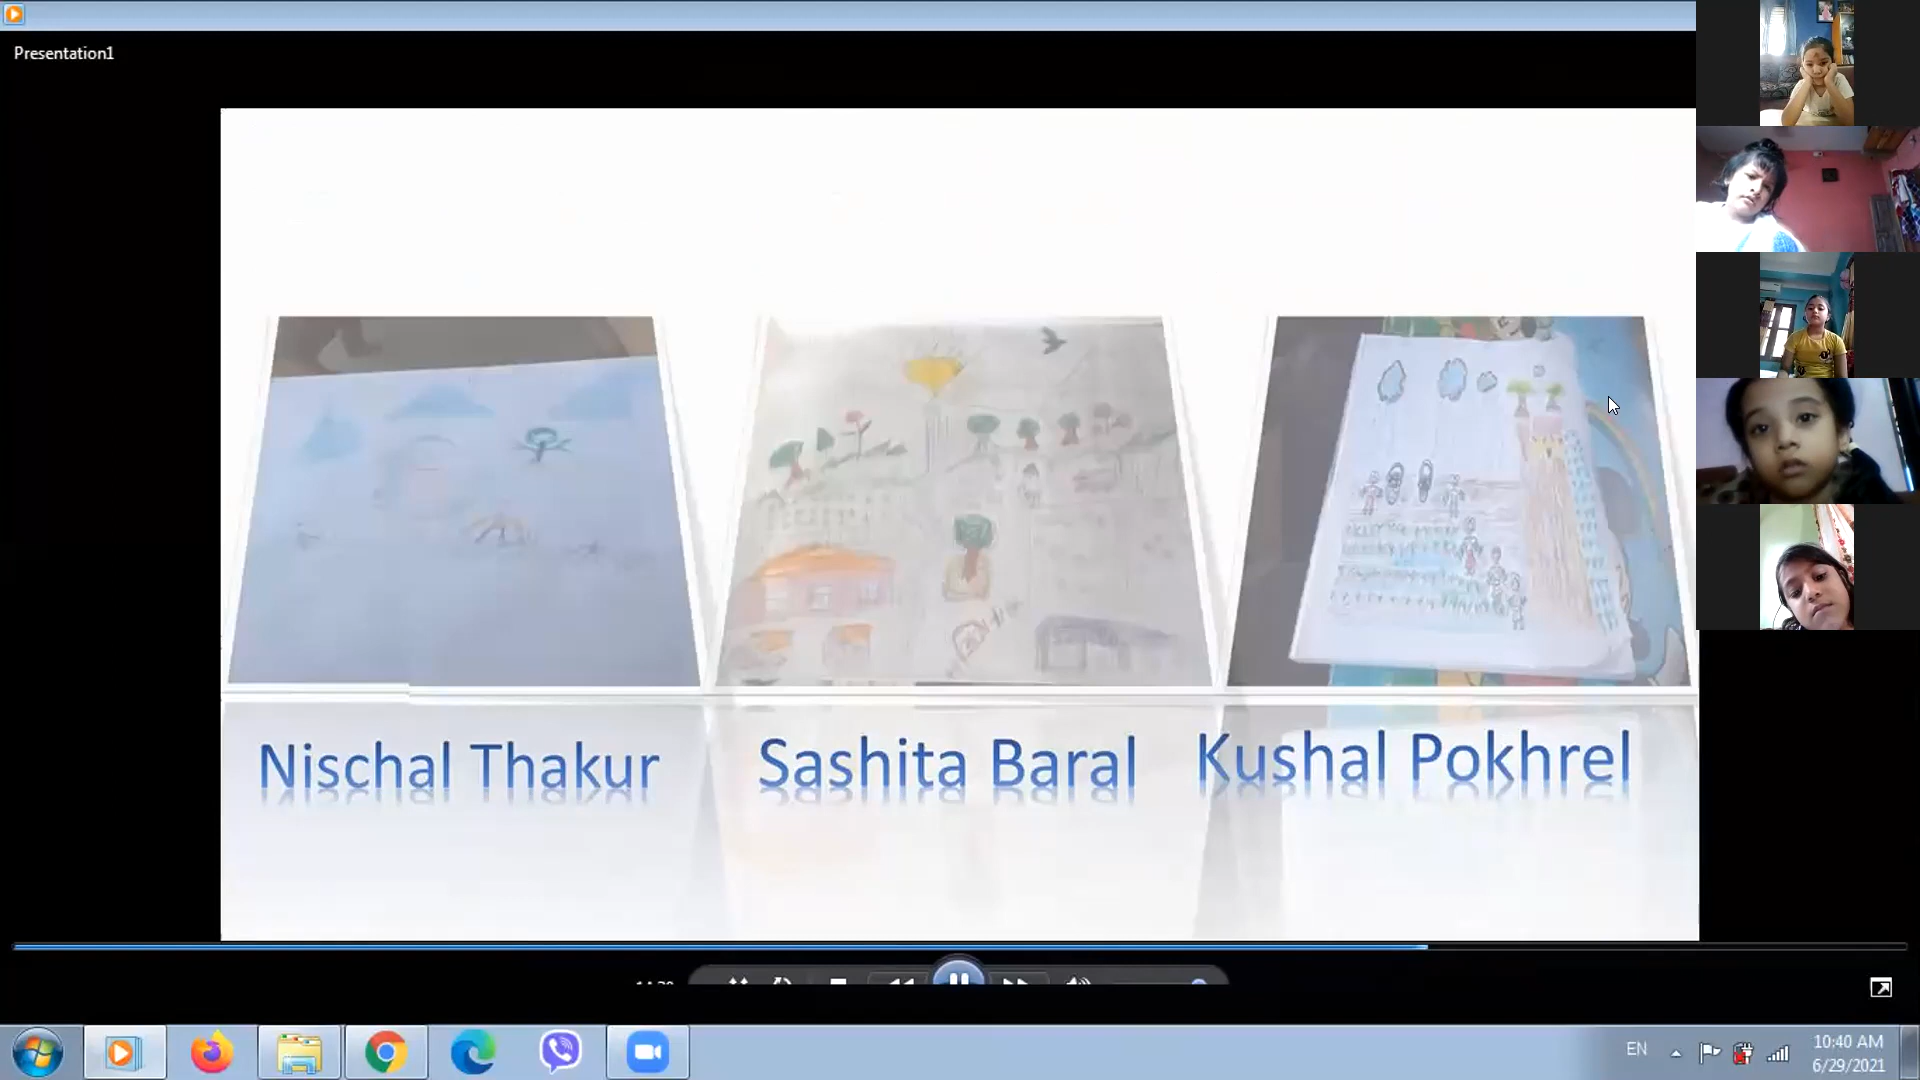 Presentation1
Nischal Thakur
Sashita Baral
Kushal Pokhrel
EN
10:40 AM
6/29/2021